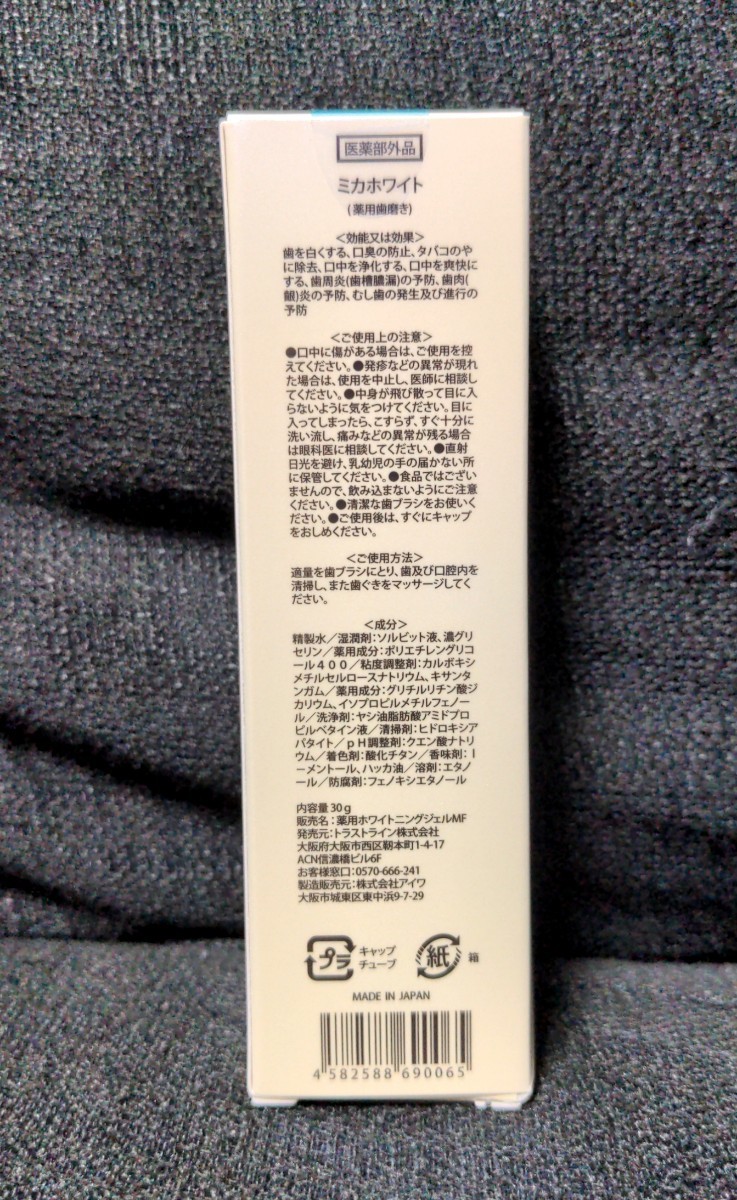 医薬部外品
ミカホワイト
(薬用歯磨き)
＜効能又は効果＞
歯を白くする、口臭の防止、タバコのや
に除去、口中を浄化する、口中を爽快に
する、歯周炎(歯槽膿漏)の予防、歯肉
(齦)炎の予防、むし歯の発生及び進行の
予防
＜ご使用上の注意＞
●口中に傷がある場合は、ご使用を控
えてください。●発疹などの異常が現れ
た場合は、使用を中止し、医師に相談し
てください。●中身が飛び散って目に入
らないように気をつけてください。目に
入ってしまったら、こすらず、すぐ十分に
洗い流し、痛みなどの異常が残る場合
は眼科医に相談してください。●直射
日光を避け、乳幼児の手の届かない所
に保管してください。●食品ではござい
ませんので、飲み込まないようにご注意
ください。●清潔な歯ブラシをお使いく
ださい。●ご使用後は、すぐにキャップ
をおしめください。
＜ご使用方法＞
適量を歯ブラシにとり、歯及び口腔内を
清掃し、また歯ぐきをマッサージしてく
ださい。
＜成分＞
精製水／湿潤剤：ソルビット液、濃グリ
セリン／薬用成分：ポリエチレングリコ
ール４００／粘度調整剤：カルボキシ
メチルセルロースナトリウム、キサンタ
ンガム／薬用成分：グリチルリチン酸ジ
カリウム、イソプロピルメチルフェノー
ル／洗浄剤：ヤシ油脂肪酸アミドプロ
ピルベタイン液／清掃剤：ヒドロキシア
パタイト／ｐＨ調整剤：クエン酸ナトリ
ウム／着色剤：酸化チタン／香味剤：ｌ
－メントール、ハッカ油／溶剤：エタノ
ール／防腐剤：フェノキシエタノール
内容量30g
販売名：薬用ホワイトニングジェルMF
発売元：トラストライン株式会社
大阪府大阪市西区靭本町1-4-17
ACN信濃橋ビル6F
お客様窓口：0570-666-241
製造販売元：株式会社アイワ
大阪市城東区東中浜9-7-29
プラ
キャップ
チューブ
紙
箱
MADE IN JAPAN
4 582588 690065